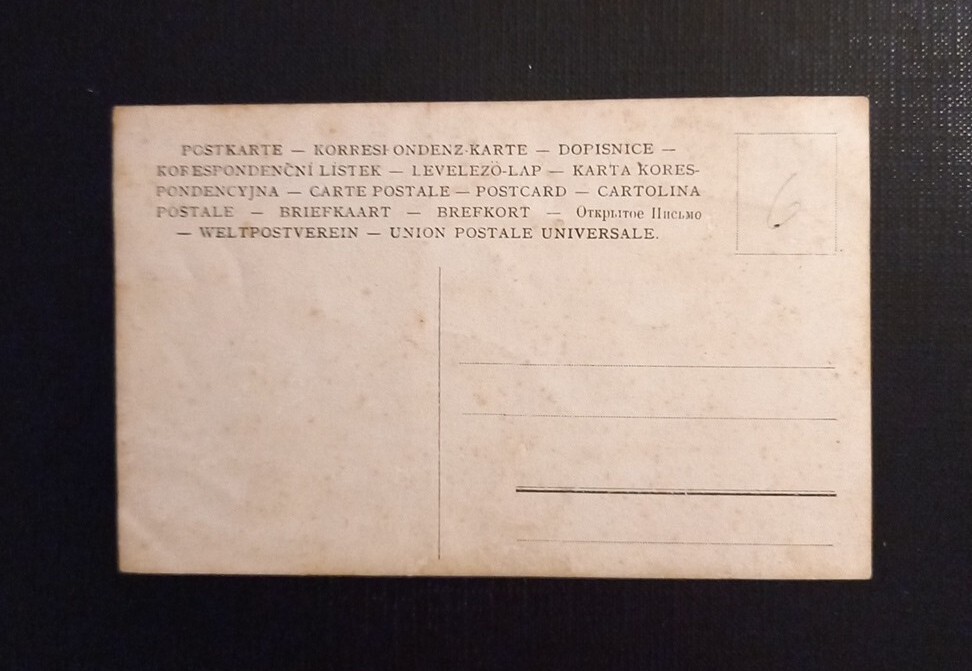 POSTKARTE — KORRESPONDENZ-KARTE — DOPISNICE —
KORESPONDENČNÍ LÍSTEK — LEVELEZÖ-LAP — KARTA KORES-
PONDENCYJNA — CARTE POSTALE — POSTCARD — CARTOLINA
POSTALE — BRIEFKAART — BREFKORT — Открытое Письмо
— WELTPOSTVEREIN — UNION POSTALE UNIVERSALE.
6